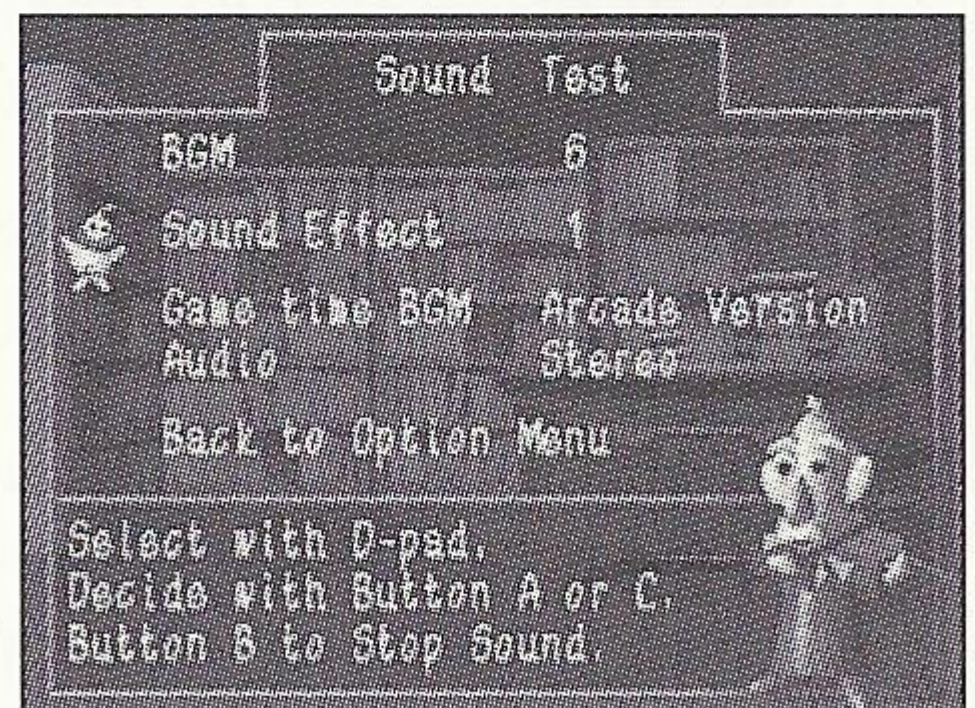 Sound Test
BGM 6
Sound Effect 1
Game time BGM Arcade Version
Audio Stereo
Back to Option Menu
Select with D-pad.
Decide with Button A or C.
Button B to Stop Sound.